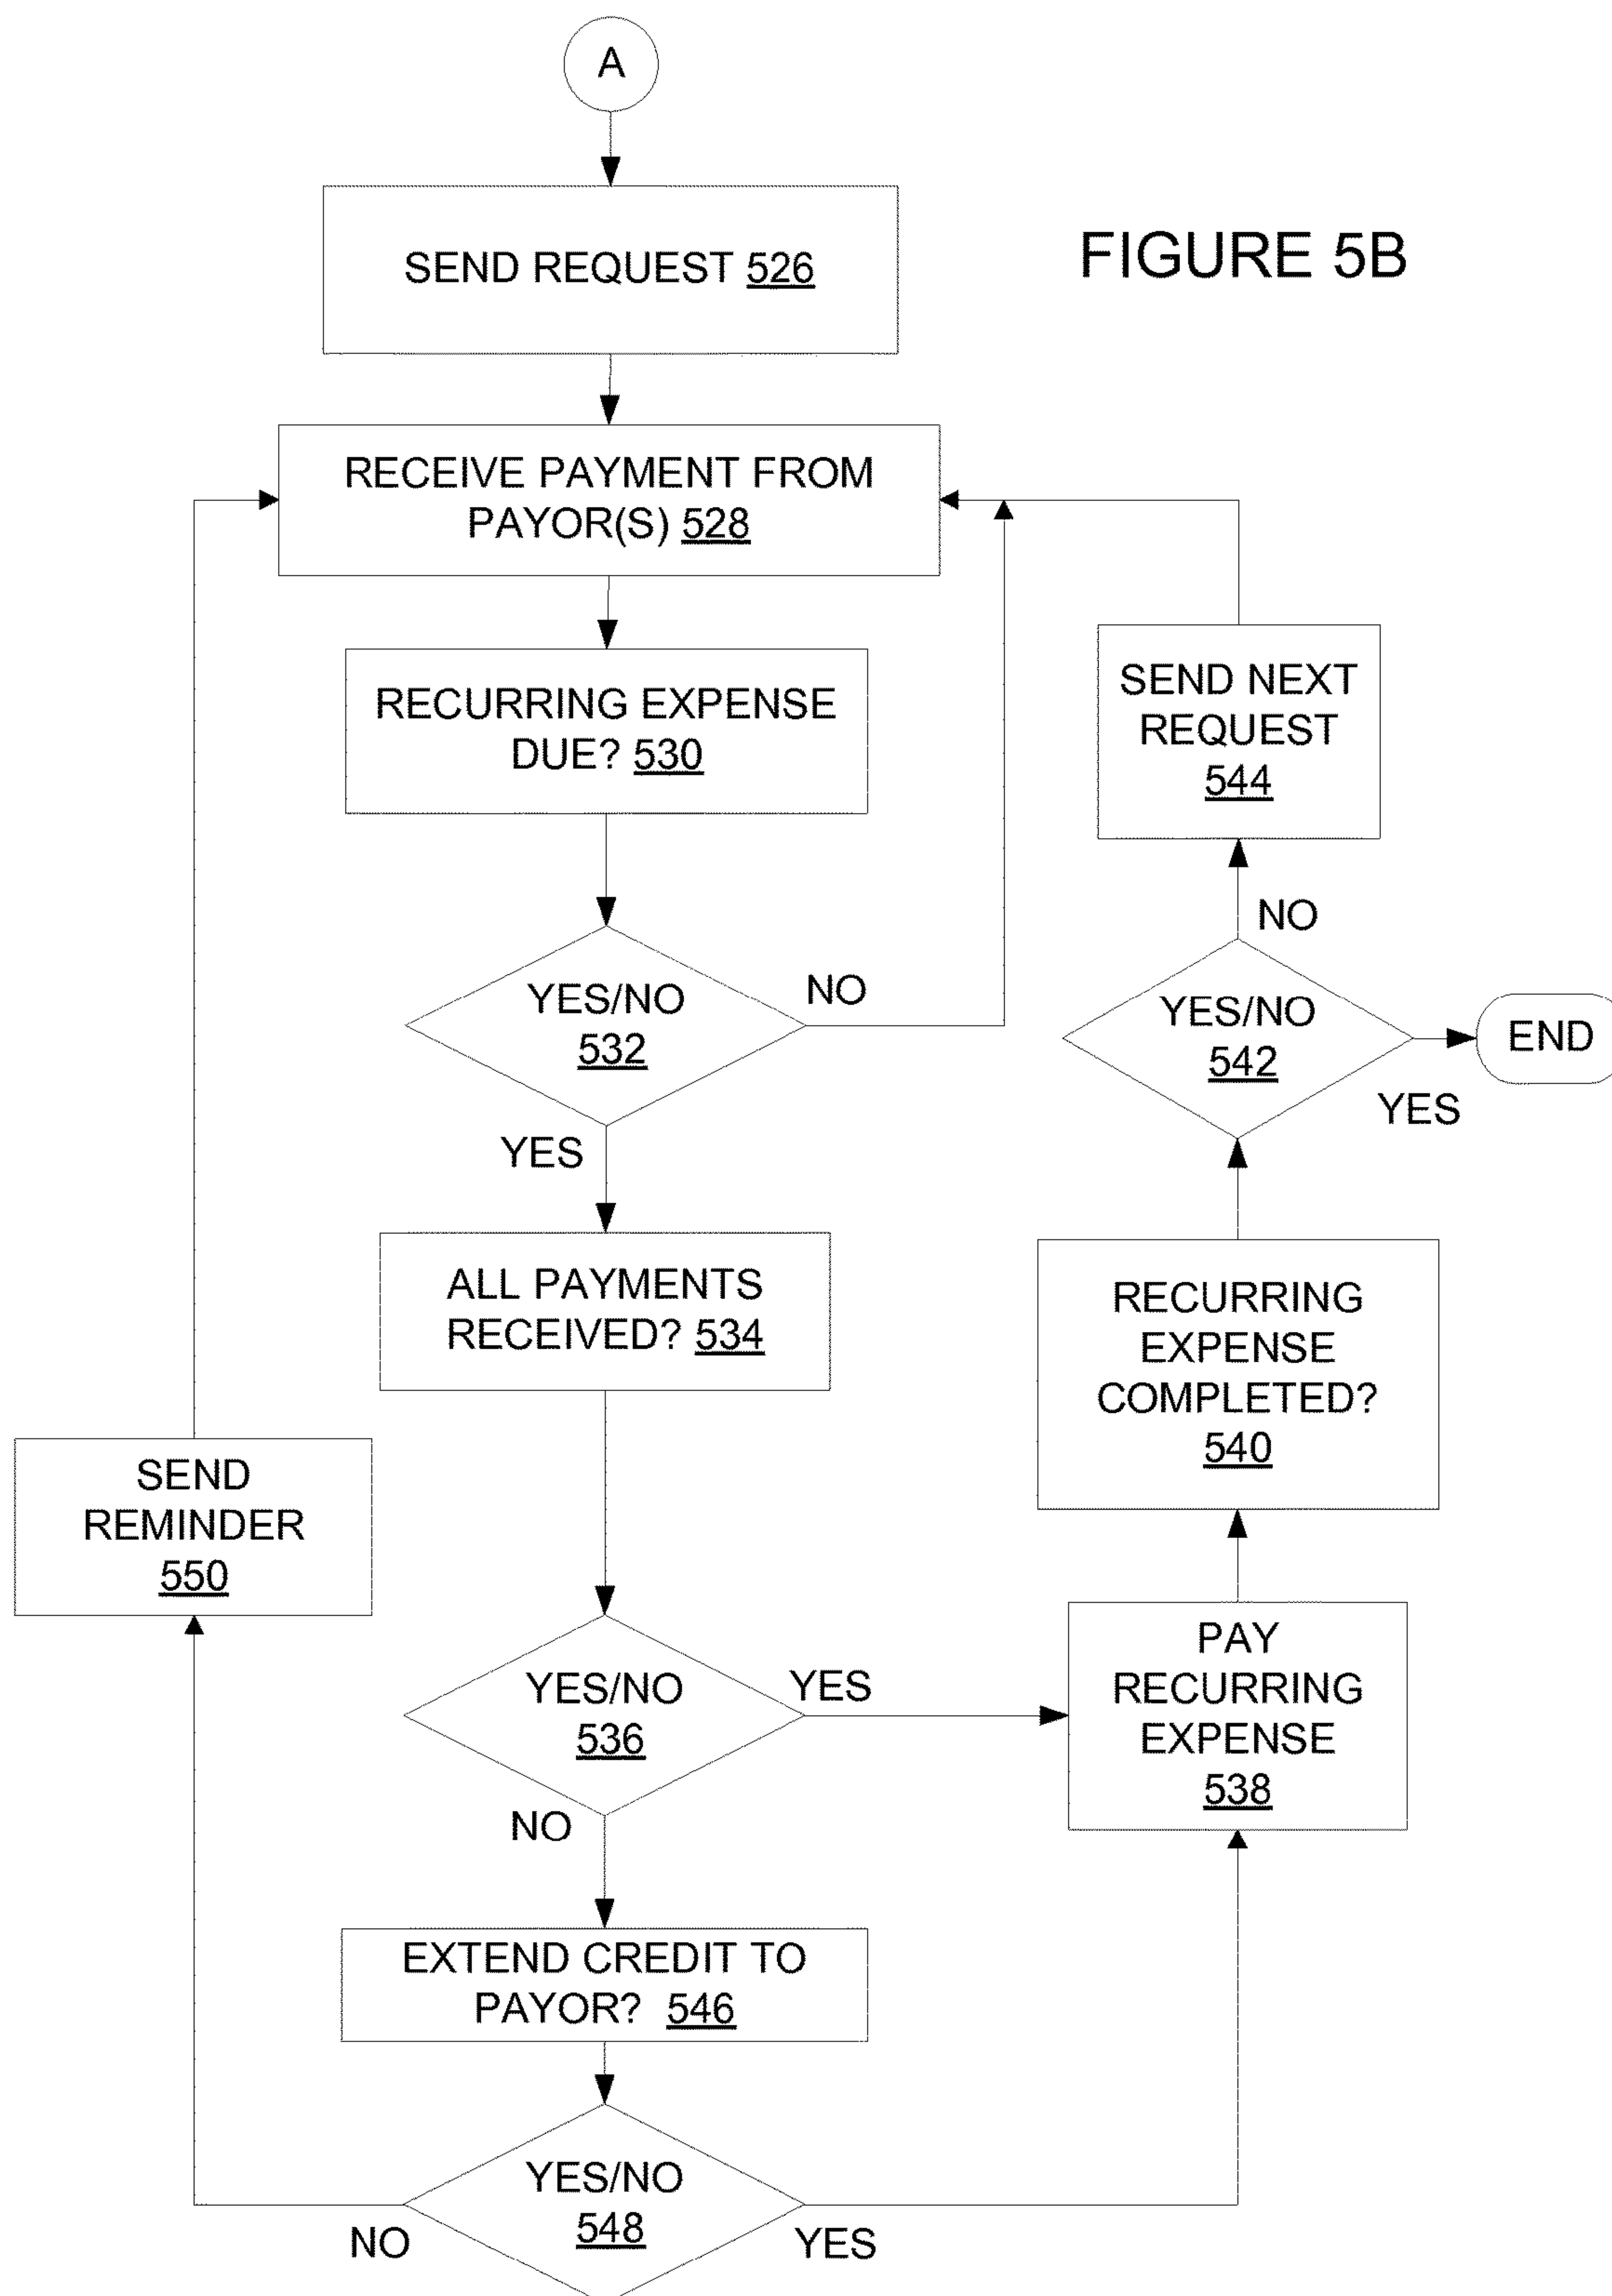 A
SEND REQUEST 526
FIGURE 5B
RECEIVE PAYMENT FROM
PAYOR(S) 528
RECURRING EXPENSE
DUE? 530
SEND NEXT
REQUEST
544
NO
YES/NO
532
NO
YES/NO
542
END
YES
YES
ALL PAYMENTS
RECEIVED? 534
RECURRING
EXPENSE
COMPLETED?
540
SEND
REMINDER
550
YES/NO
536
YES
PAY
RECURRING
EXPENSE
538
NO
EXTEND CREDIT TO
PAYOR? 546
YES/NO
548
NO
YES